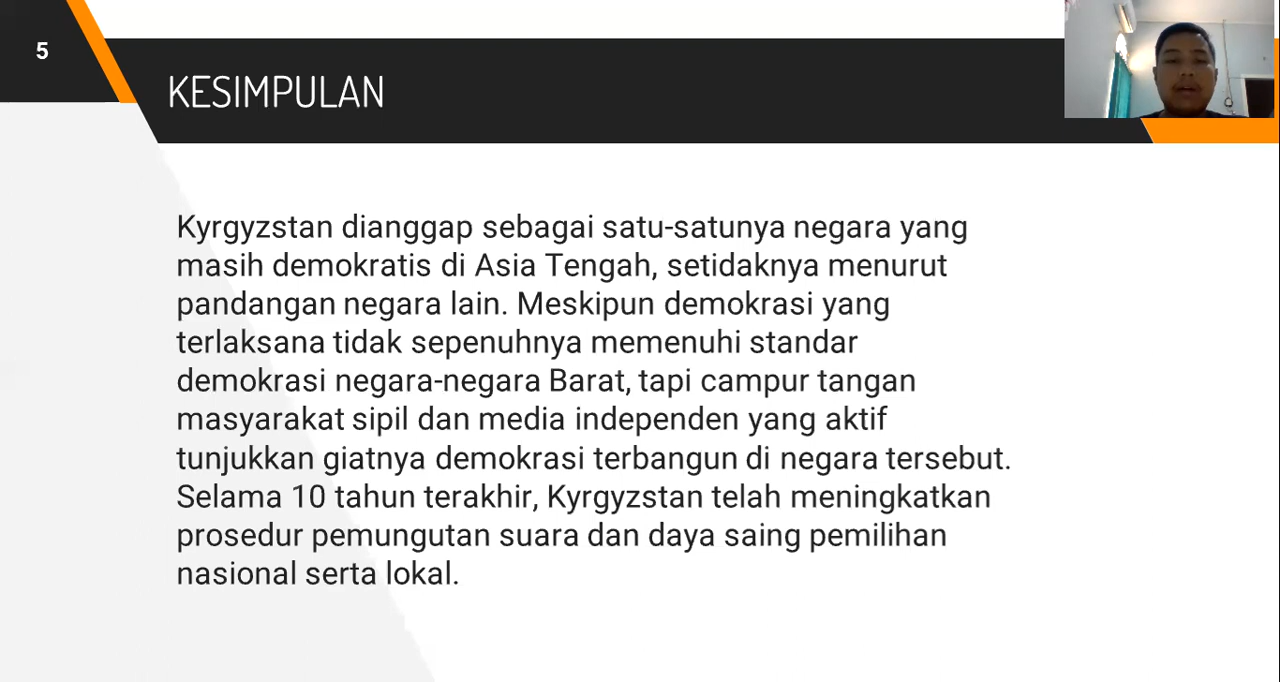 5
KESIMPULAN
Kyrgyzstan dianggap sebagai satu-satunya negara yang
masih demokratis di Asia Tengah, setidaknya menurut
pandangan negara lain. Meskipun demokrasi yang
terlaksana tidak sepenuhnya memenuhi standar
demokrasi negara-negara Barat, tapi campur tangan
masyarakat sipil dan media independen yang aktif
tunjukkan giatnya demokrasi terbangun di negara tersebut.
Selama 10 tahun terakhir, Kyrgyzstan telah meningkatkan
prosedur pemungutan suara dan daya saing pemilihan
nasional serta lokal.